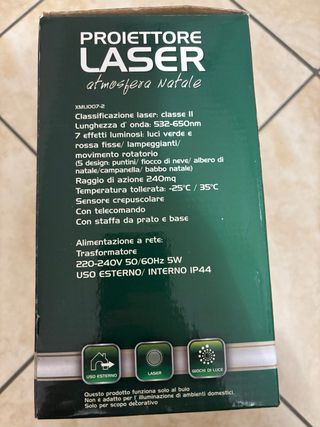 PROIETTORE
LASER
atmosfera Natale
XMU007-2
Classificazione laser: classe II
Lunghezza d' onda: 532-650nm
7 effetti luminosi: luci verde e
rossa fisse/ lampeggianti/
movimento rotatorio
(5 design: puntini/ fiocco di neve/ albero di
natale/campanella/ babbo natale)
Raggio di azione 240mq
Temperatura tollerata: -25°C / 35°C
Sensore crepuscolare
Con telecomando
Con staffa da prato e base
Alimentazione a rete:
Trasformatore
220-240V 50/60Hz 5W
USO ESTERNO/ INTERNO IP44
USO ESTERNO
LASER
GIOCHI DI LUCE
Questo prodotto funziona solo al buio
Non è adatto per l' illuminazione di ambienti domestici.
Solo per scopo decorativo